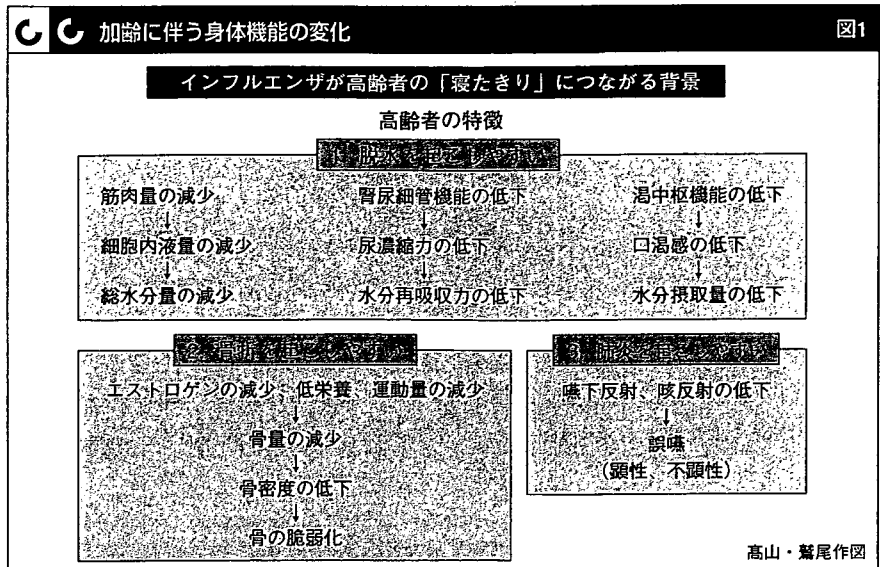 加齢に伴う身体機能の変化
図1
インフルエンザが高齢者の「寝たきり」につながる背景
高齢者の特徴
1. 脱水を起こしやすい
筋肉量の減少
↓
細胞内液量の減少
↓
総水分量の減少
腎尿細管機能の低下
↓
尿濃縮力の低下
↓
水分再吸収力の低下
渇中枢機能の低下
↓
口渇感の低下
↓
水分摂取量の低下
2. 骨折を起こしやすい
エストロゲンの減少、低栄養、運動量の減少
↓
骨量の減少
↓
骨密度の低下
↓
骨の脆弱化
3. 肺炎を起こしやすい
嚥下反射、咳反射の低下
↓
誤嚥
(顕性 不顕性)
髙山・鷲尾作図